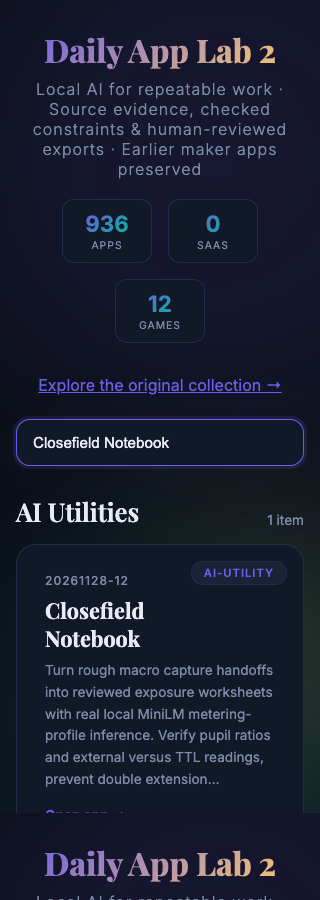 Daily App Lab 2
Local AI for repeatable work ·
Source evidence, checked
constraints & human-reviewed
exports · Earlier maker apps
preserved
936
APPS
0
SAAS
12
GAMES
Explore the original collection →
Closefield Notebook
AI Utilities
1 item
20261128-12
AI-UTILITY
Closefield
Notebook
Turn rough macro capture handoffs
into reviewed exposure worksheets
with real local MiniLM metering-
profile inference. Verify pupil ratios
and external versus TTL readings,
prevent double extension...
Daily App Lab 2